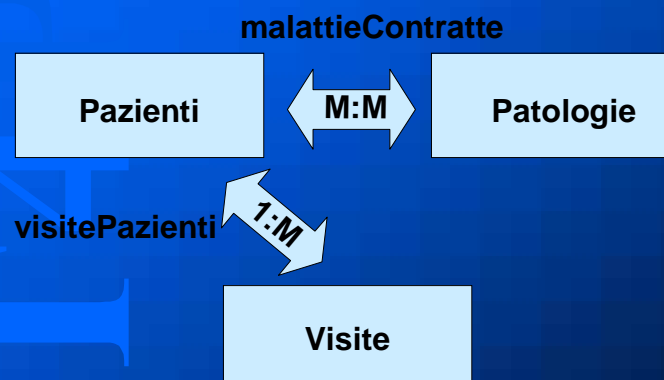 malattieContratte
Pazienti
M:M
Patologie
visitePazienti
1:M
Visite